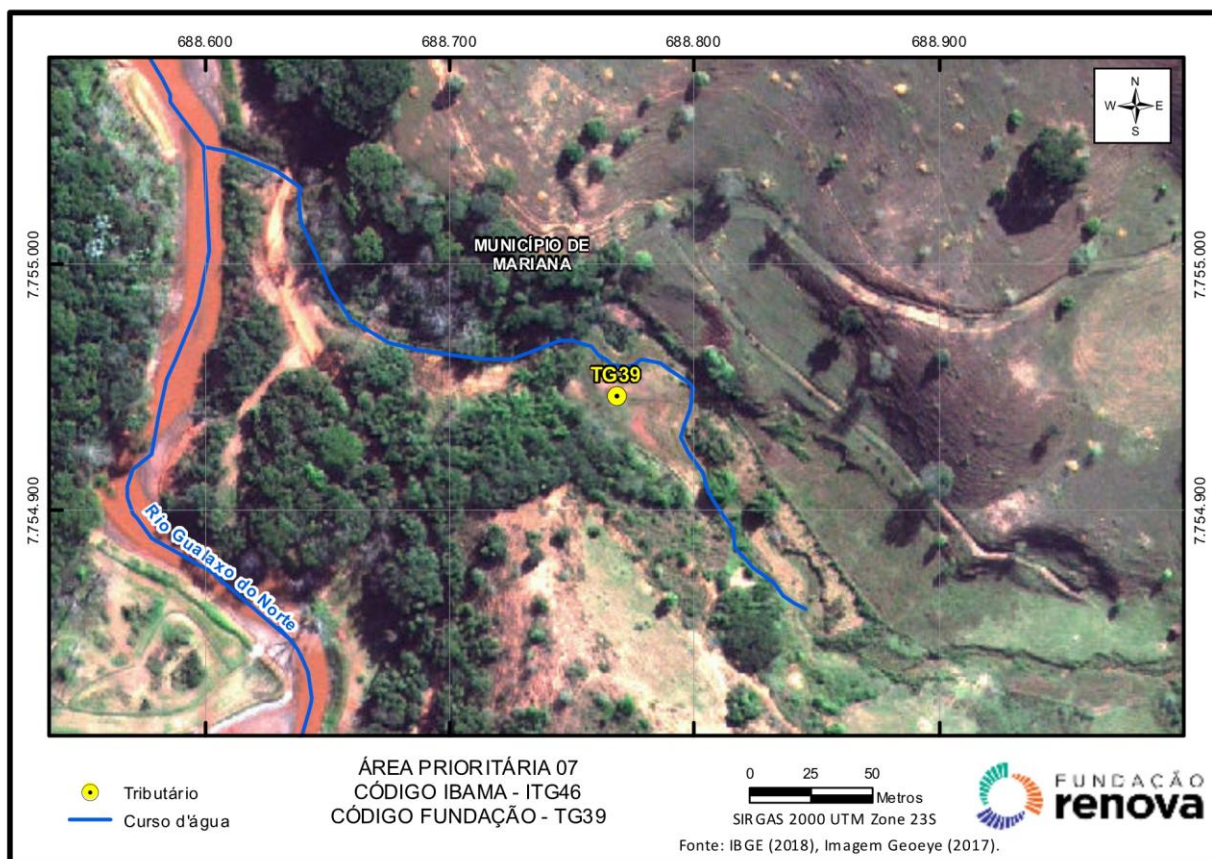 688.600 688.700 688.800 688.900
N
W E
S
7.755.000
7.755.000
MUNICÍPIO DE
MARIANA
TG39
7.754.900
7.754.900
Rio Gualaxo do Norte
Tributário
Curso d'água
ÁREA PRIORITÁRIA 07
CÓDIGO IBAMA - ITG46
CÓDIGO FUNDAÇÃO - TG39
0 25 50
Metros
SIRGAS 2000 UTM Zone 23S
Fonte: IBGE (2018), Imagem Geoeye (2017).
FUNDAÇÃO
renova